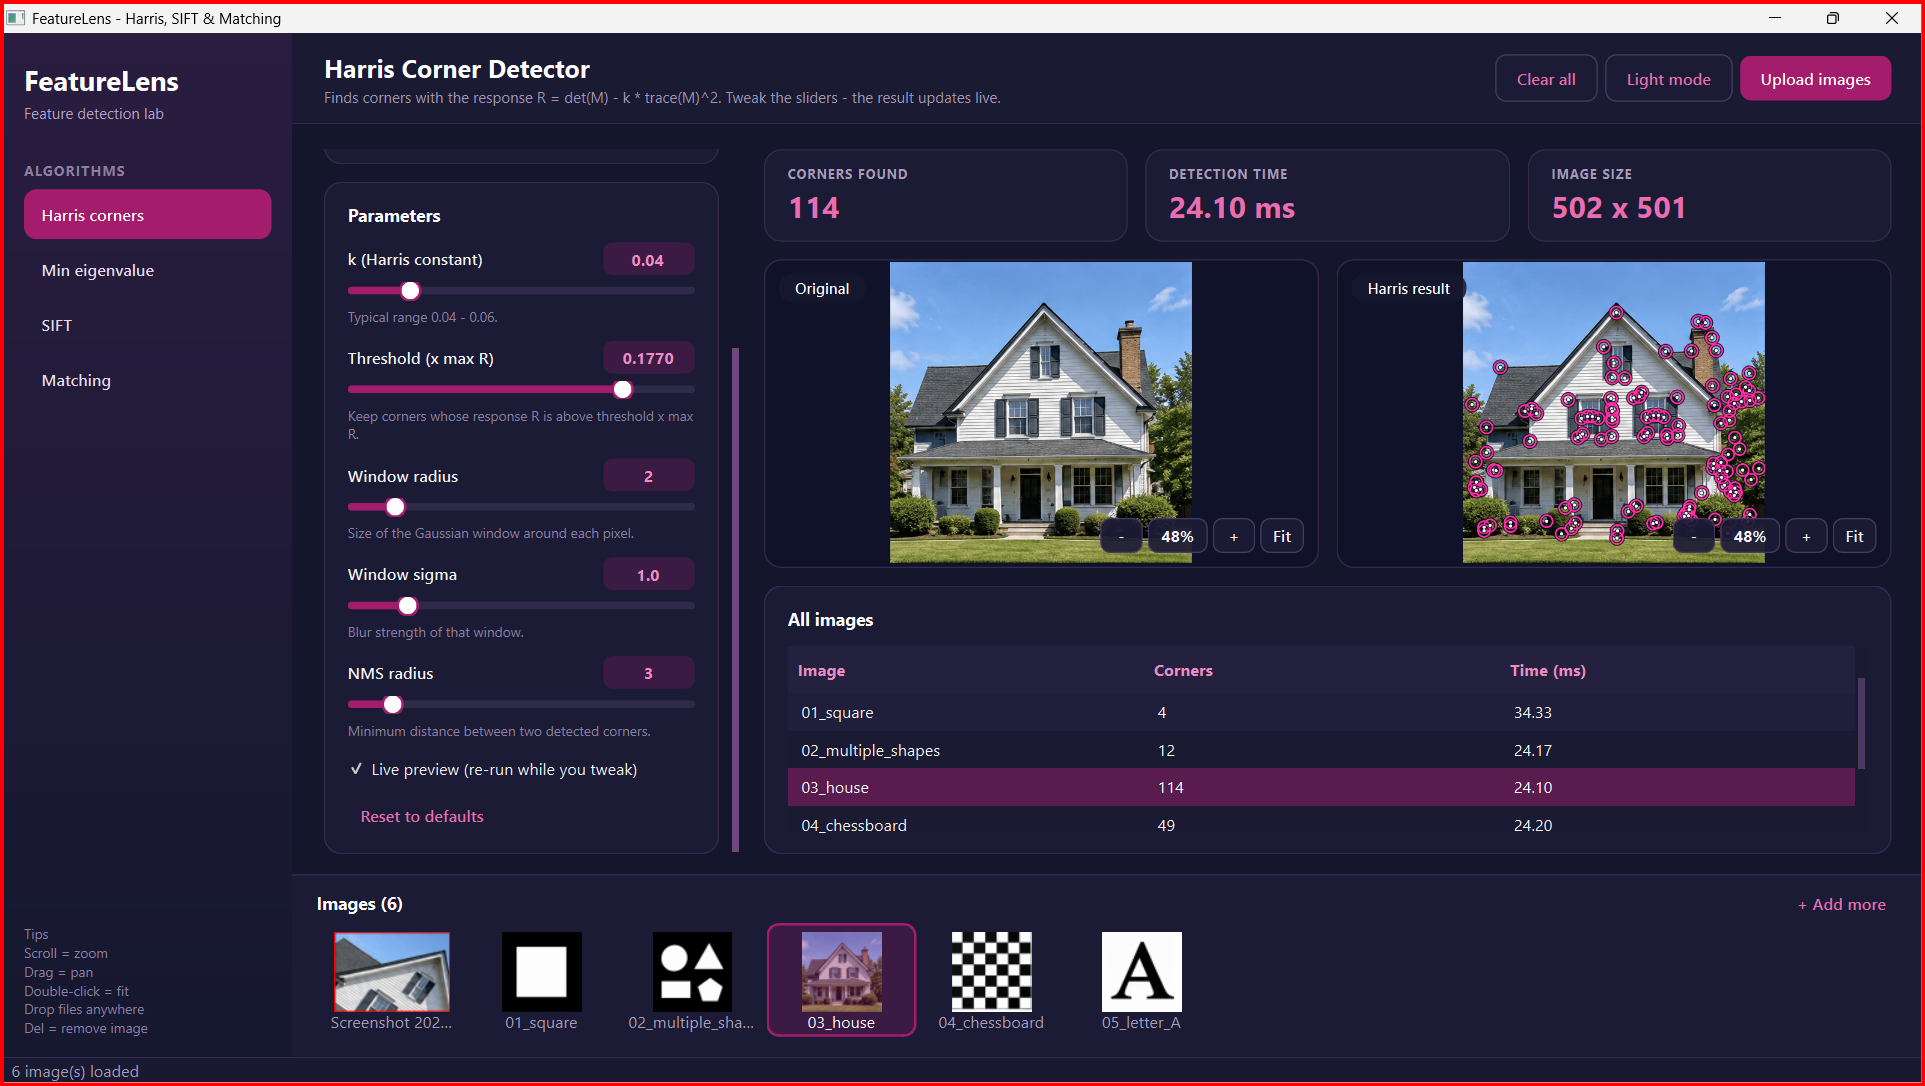 FeatureLens - Harris, SIFT & Matching
FeatureLens
Feature detection lab
ALGORITHMS
Harris corners
Min eigenvalue
SIFT
Matching
Tips
Scroll = zoom
Drag = pan
Double-click = fit
Drop files anywhere
Del = remove image
Harris Corner Detector
Finds corners with the response R = det(M) - k * trace(M)^2. Tweak the sliders - the result updates live.
Clear all
Light mode
Upload images
Parameters
k (Harris constant) 0.04
Typical range 0.04 - 0.06.
Threshold (x max R) 0.1770
Keep corners whose response R is above threshold x max
R.
Window radius 2
Size of the Gaussian window around each pixel.
Window sigma 1.0
Blur strength of that window.
NMS radius 3
Minimum distance between two detected corners.
✓ Live preview (re-run while you tweak)
Reset to defaults
CORNERS FOUND
114
DETECTION TIME
24.10 ms
IMAGE SIZE
502 x 501
Original
- 48% + Fit
Harris result
- 48% + Fit
All images
Image Corners Time (ms)
01_square 4 34.33
02_multiple_shapes 12 24.17
03_house 114 24.10
04_chessboard 49 24.20
Images (6)
+ Add more
A
Screenshot 202... 01_square 02_multiple_sha... 03_house 04_chessboard 05_letter_A
6 image(s) loaded